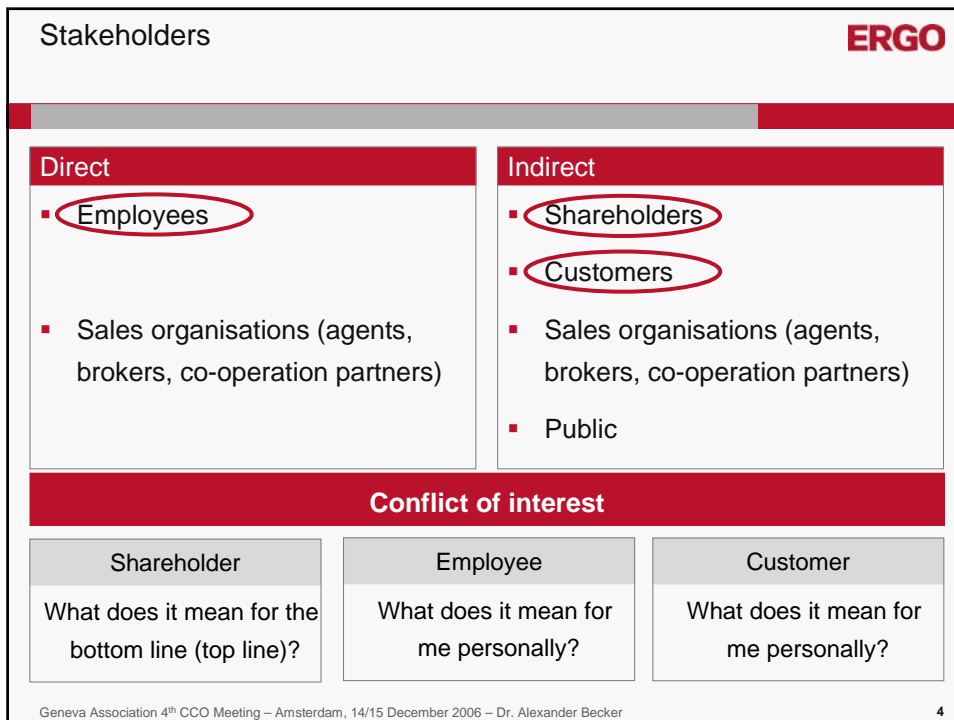 Stakeholders
ERGO
Direct
▪ Employees
▪ Sales organisations (agents,
brokers, co-operation partners)
Indirect
▪ Shareholders
▪ Customers
▪ Sales organisations (agents,
brokers, co-operation partners)
▪ Public
Conflict of interest
Shareholder
What does it mean for the
bottom line (top line)?
Employee
What does it mean for
me personally?
Customer
What does it mean for
me personally?
Geneva Association 4th CCO Meeting – Amsterdam, 14/15 December 2006 – Dr. Alexander Becker
4